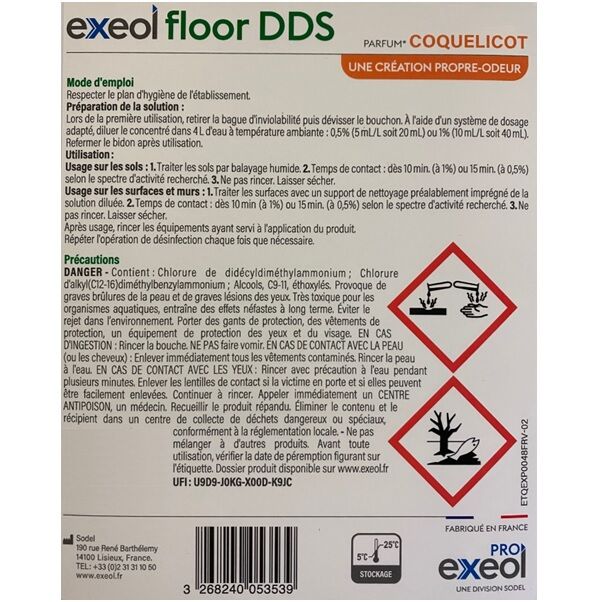 exeol floor DDS
PARFUM* COQUELICOT
UNE CRÉATION PROPRE-ODEUR
Mode d'emploi
Respecter le plan d'hygiène de l'établissement.
Préparation de la solution :
Lors de la première utilisation, retirer la bague d'inviolabilité puis dévisser le bouchon. À l'aide d'un système de dosage
adapté, diluer le concentré dans 4 L d'eau à température ambiante : 0,5% (5 mL/L soit 20 mL) ou 1% (10 mL/L soit 40 mL).
Refermer le bidon après utilisation.
Utilisation :
Usage sur les sols : 1. Traiter les sols par balayage humide. 2. Temps de contact : dès 10 min. (à 1%) ou 15 min. (à 0,5%)
selon le spectre d'activité recherché. 3. Ne pas rincer. Laisser sécher.
Usage sur les surfaces et murs : 1. Traiter les surfaces avec un support de nettoyage préalablement imprégné de la
solution diluée. 2. Temps de contact : dès 10 min (à 1%) ou 15 min. (à 0,5%) selon le spectre d'activité recherché. 3. Ne
pas rincer. Laisser sécher.
Après usage, rincer les équipements ayant servi à l'application du produit.
Répéter l'opération de désinfection chaque fois que nécessaire.
Précautions
DANGER - Contient : Chlorure de didécyldiméthylammonium ; Chlorure
d'alkyl(C12-16)diméthylbenzylammonium ; Alcools, C9-11, éthoxylés. Provoque de
graves brûlures de la peau et de graves lésions des yeux. Très toxique pour les
organismes aquatiques, entraîne des effets néfastes à long terme. Éviter le
rejet dans l'environnement. Porter des gants de protection, des vêtements de
protection, un équipement de protection des yeux et du visage. EN CAS
D'INGESTION : Rincer la bouche. NE PAS faire vomir. EN CAS DE CONTACT AVEC LA PEAU
(ou les cheveux) : Enlever immédiatement tous les vêtements contaminés. Rincer la peau
à l'eau. EN CAS DE CONTACT AVEC LES YEUX : Rincer avec précaution à l'eau pendant
plusieurs minutes. Enlever les lentilles de contact si la victime en porte et si elles peuvent
être facilement enlevées. Continuer à rincer. Appeler immédiatement un CENTRE
ANTIPOISON, un médecin. Recueillir le produit répandu. Éliminer le contenu et le
récipient dans un centre de collecte de déchets dangereux ou spéciaux,
conformément à la réglementation locale. - Ne pas
mélanger à d'autres produits. Avant toute
utilisation, vérifier la date de péremption figurant sur
l'étiquette. Dossier produit disponible sur www.exeol.fr
UFI : U9D9-J0KG-X00D-K9JC
ETQEXP0048FRV-02
FABRIQUÉ EN FRANCE
Sodel
190 rue René Barthélemy
14100 Lisieux, France
TEL: +33 (0)2 31 31 10 50
www.exeol.fr
3 268240 053539
5°C
25°C
STOCKAGE
PRO
exeol
UNE DIVISION SODEL